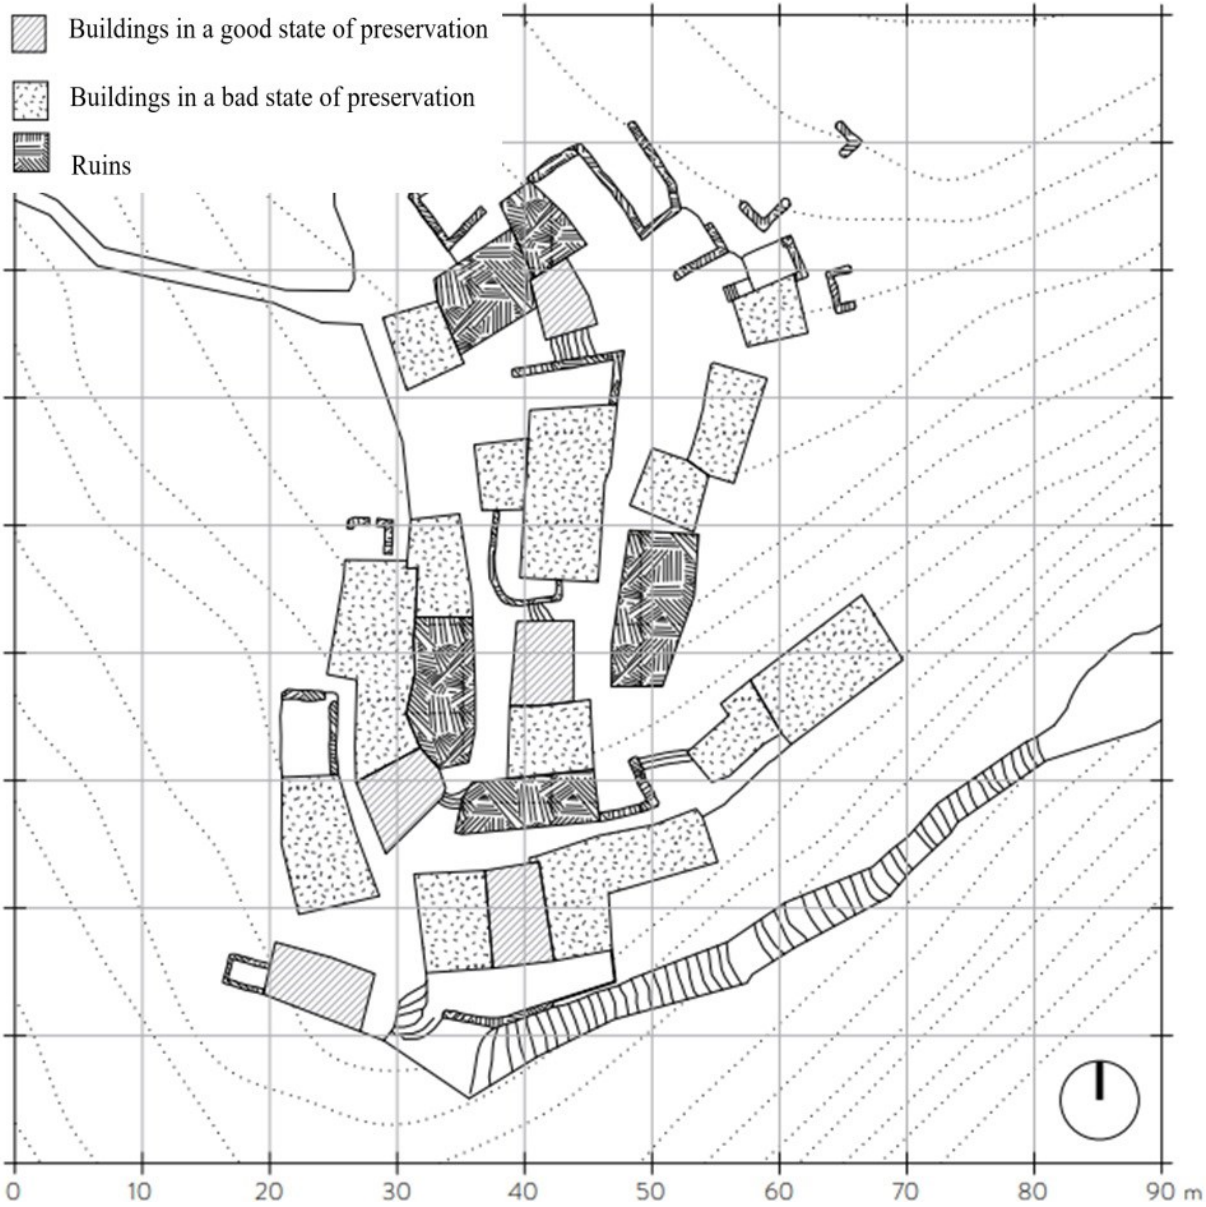 Buildings in a good state of preservation
Buildings in a bad state of preservation
Ruins
0 10 20 30 40 50 60 70 80 90 m